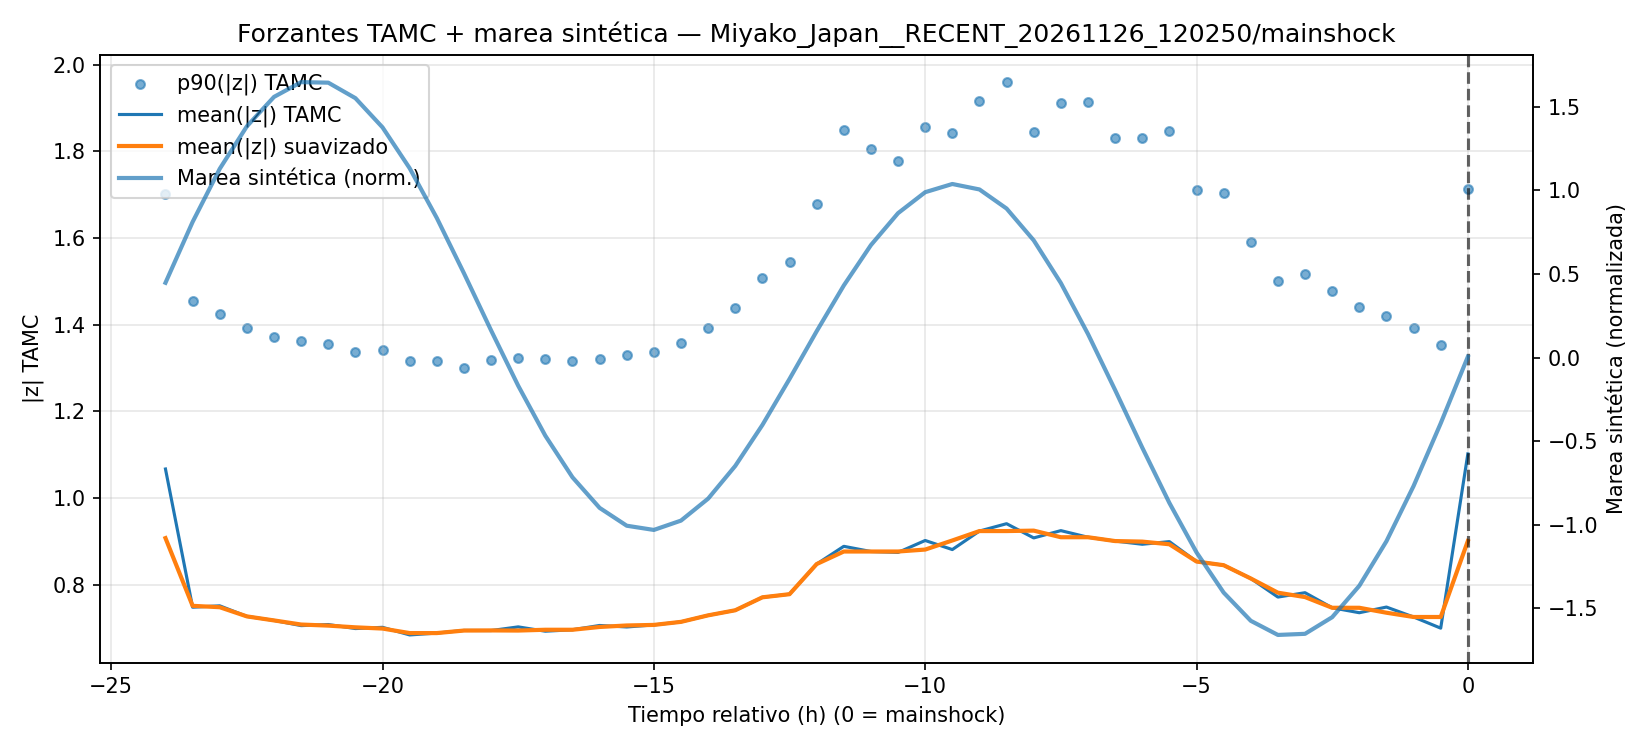 Forzantes TAMC + marea sintética — Miyako_Japan__RECENT_20261126_120250/mainshock
p90(|z|) TAMC
mean(|z|) TAMC
mean(|z|) suavizado
Marea sintética (norm.)
|z| TAMC
2.0
1.8
1.6
1.4
1.2
1.0
0.8
1.5
1.0
0.5
0.0
−0.5
−1.0
−1.5
Marea sintética (normalizada)
−25
−20
−15
−10
−5
0
Tiempo relativo (h) (0 = mainshock)